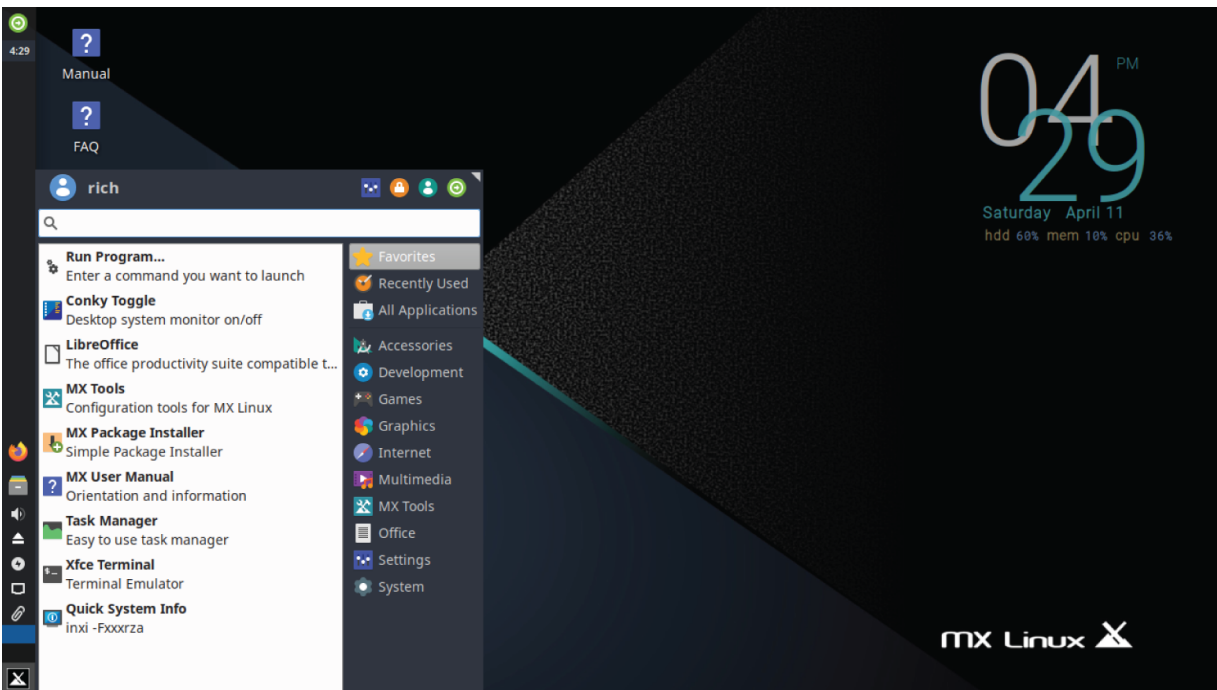 4:29
Manual
FAQ
04
PM
29
Saturday April 11
hdd 60% mem 10% cpu 36%
rich
Run Program...
Enter a command you want to launch
Conky Toggle
Desktop system monitor on/off
LibreOffice
The office productivity suite compatible t...
MX Tools
Configuration tools for MX Linux
MX Package Installer
Simple Package Installer
MX User Manual
Orientation and information
Task Manager
Easy to use task manager
Xfce Terminal
Terminal Emulator
Quick System Info
inxi -Fxxxrza
Favorites
Recently Used
All Applications
Accessories
Development
Games
Graphics
Internet
Multimedia
MX Tools
Office
Settings
System
MX Linux